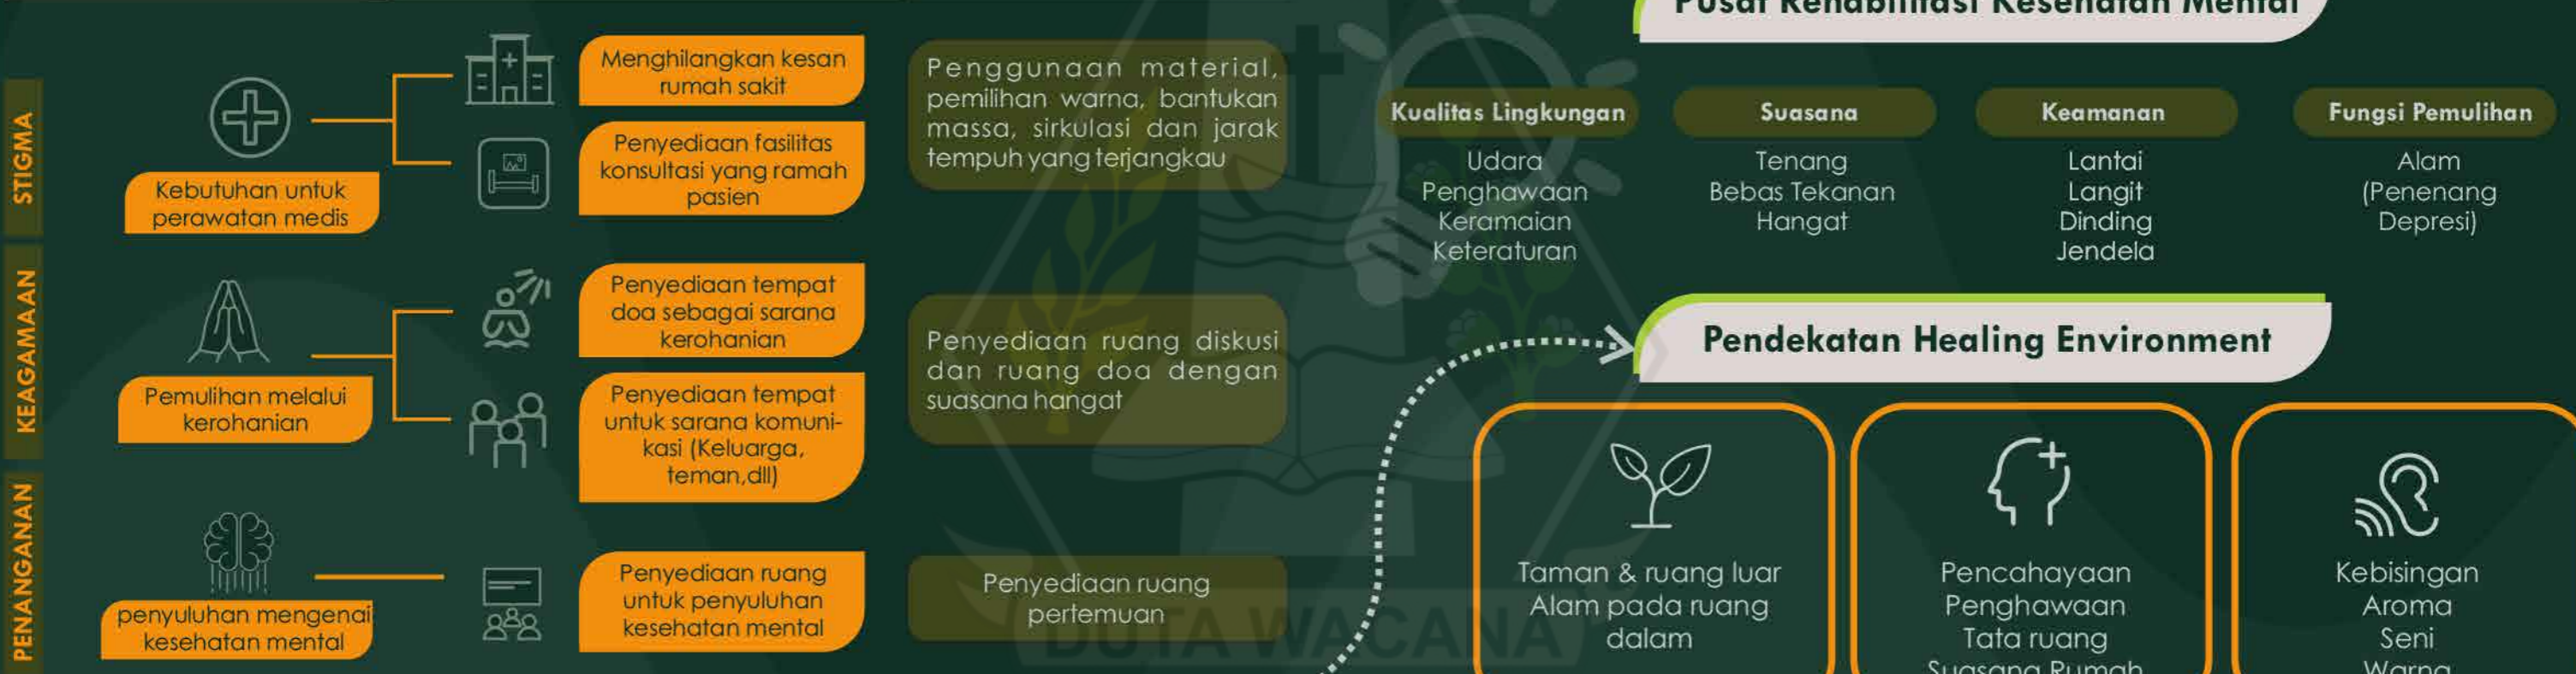 STIGMA
Kebutuhan untuk
perawatan medis
Menghilangkan kesan
rumah sakit
Penyediaan fasilitas
konsultasi yang ramah
pasien
Penggunaan material,
pemilihan warna, bantukan
massa, sirkulasi dan jarak
tempuh yang terjangkau
KEAGAMAAN
Pemulihan melalui
kerohanian
Penyediaan tempat
doa sebagai sarana
kerohanian
Penyediaan tempat
untuk sarana komuni-
kasi (Keluarga,
teman,dll)
Penyediaan ruang diskusi
dan ruang doa dengan
suasana hangat
PENANGANAN
penyuluhan mengenai
kesehatan mental
Penyediaan ruang
untuk penyuluhan
kesehatan mental
Penyediaan ruang
pertemuan
Pusat Rehabilitasi Kesehatan Mental
Kualitas Lingkungan
Udara
Penghawaan
Keramaian
Keteraturan
Suasana
Tenang
Bebas Tekanan
Hangat
Keamanan
Lantai
Langit
Dinding
Jendela
Fungsi Pemulihan
Alam
(Penenang
Depresi)
Pendekatan Healing Environment
Taman & ruang luar
Alam pada ruang
dalam
Pencahayaan
Penghawaan
Tata ruang
Suasana Rumah
Kebisingan
Aroma
Seni
Warna
DUTA WACANA